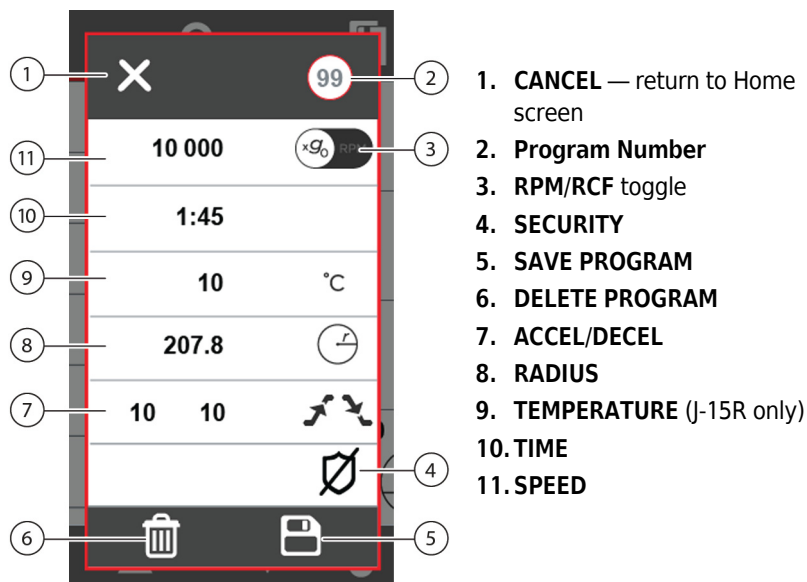 1
99
2
11
10 000
×g₀ RPM
3
10
1:45
9
10
°C
8
207.8
r
7
10 10
4
6
5
1. CANCEL — return to Home
screen
2. Program Number
3. RPM/RCF toggle
4. SECURITY
5. SAVE PROGRAM
6. DELETE PROGRAM
7. ACCEL/DECEL
8. RADIUS
9. TEMPERATURE (J-15R only)
10. TIME
11. SPEED